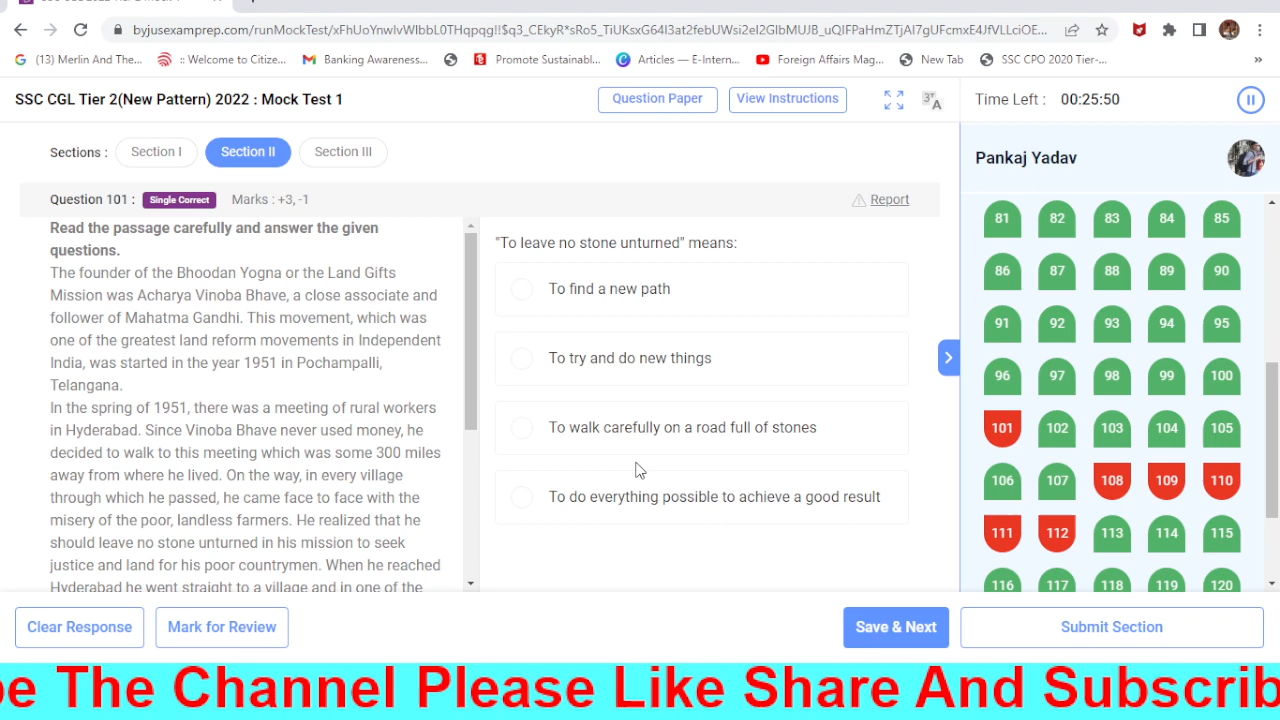 byjusexamprep.com/runMockTest/xFhUoYnwlvWlbbL0THqpqg!!$q3_CEkyR*sRo5_TiUKsxG64I3at2febUWsi2eI2GIbMUJ8_uQIFPaHmZTjAI7gUFcmxE4JfVLLciOE...
(13) Merlin And The...
:: Welcome to Citize...
Banking Awareness...
Promote Sustainabl...
Articles — E-Intern...
Foreign Affairs Mag...
New Tab
SSC CPO 2020 Tier-...
»
SSC CGL Tier 2(New Pattern) 2022 : Mock Test 1
Question Paper
View Instructions
Time Left : 00:25:50
Sections :
Section I
Section II
Section III
Pankaj Yadav
Question 101 : Single Correct Marks : +3, -1
Report
Read the passage carefully and answer the given
questions.
The founder of the Bhoodan Yogna or the Land Gifts
Mission was Acharya Vinoba Bhave, a close associate and
follower of Mahatma Gandhi. This movement, which was
one of the greatest land reform movements in Independent
India, was started in the year 1951 in Pochampalli,
Telangana.
In the spring of 1951, there was a meeting of rural workers
in Hyderabad. Since Vinoba Bhave never used money, he
decided to walk to this meeting which was some 300 miles
away from where he lived. On the way, in every village
through which he passed, he came face to face with the
misery of the poor, landless farmers. He realized that he
should leave no stone unturned in his mission to seek
justice and land for his poor countrymen. When he reached
Hyderabad he went straight to a village and in one of the
"To leave no stone unturned" means:
To find a new path
To try and do new things
To walk carefully on a road full of stones
To do everything possible to achieve a good result
81 82 83 84 85
86 87 88 89 90
91 92 93 94 95
96 97 98 99 100
101 102 103 104 105
106 107 108 109 110
111 112 113 114 115
116 117 118 119 120
Clear Response
Mark for Review
Save & Next
Submit Section
be The Channel Please Like Share And Subscrib